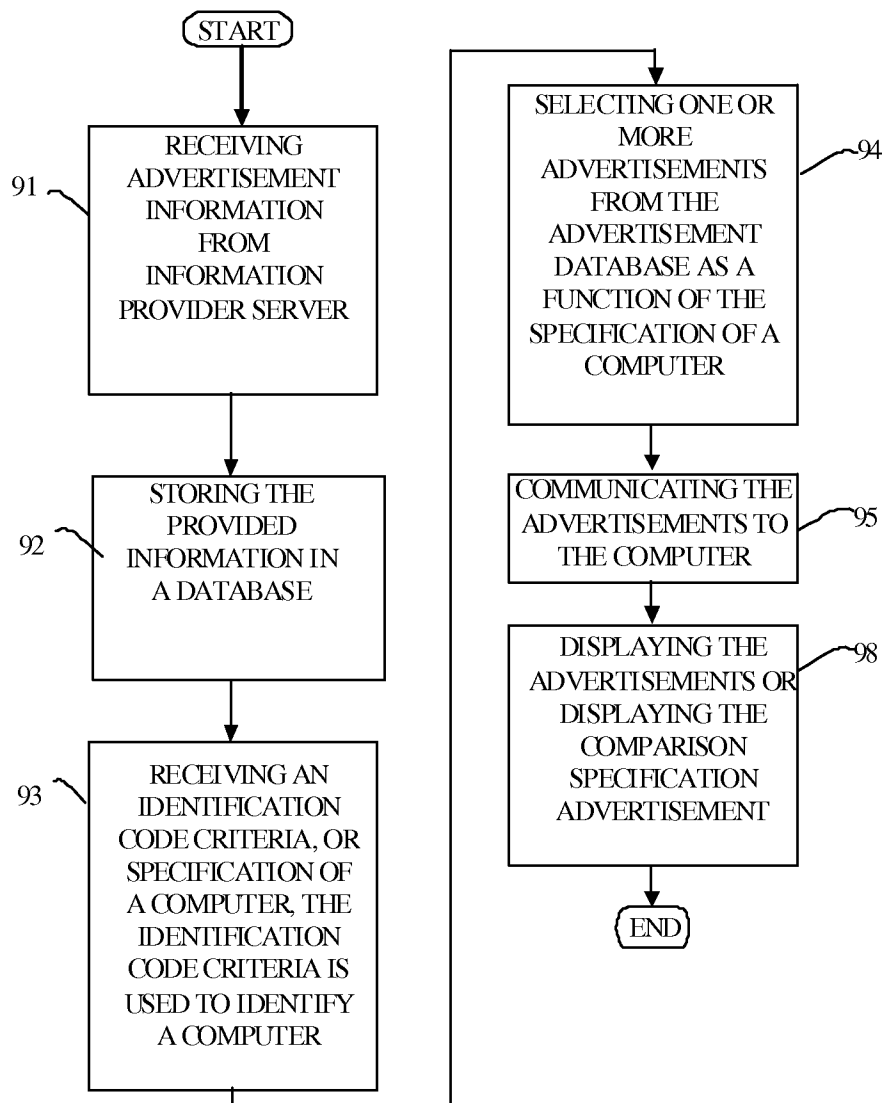 START
91
RECEIVING
ADVERTISEMENT
INFORMATION
FROM
INFORMATION
PROVIDER SERVER
92
STORING THE
PROVIDED
INFORMATION IN
A DATABASE
93
RECEIVING AN
IDENTIFICATION
CODE CRITERIA, OR
SPECIFICATION OF
A COMPUTER, THE
IDENTIFICATION
CODE CRITERIA IS
USED TO IDENTIFY
A COMPUTER
SELECTING ONE OR
MORE
ADVERTISEMENTS
FROM THE
ADVERTISEMENT
DATABASE AS A
FUNCTION OF THE
SPECIFICATION OF A
COMPUTER
94
COMMUNICATING THE
ADVERTISEMENTS TO
THE COMPUTER
95
DISPLAYING THE
ADVERTISEMENTS OR
DISPLAYING THE
COMPARISON
SPECIFICATION
ADVERTISEMENT
98
END